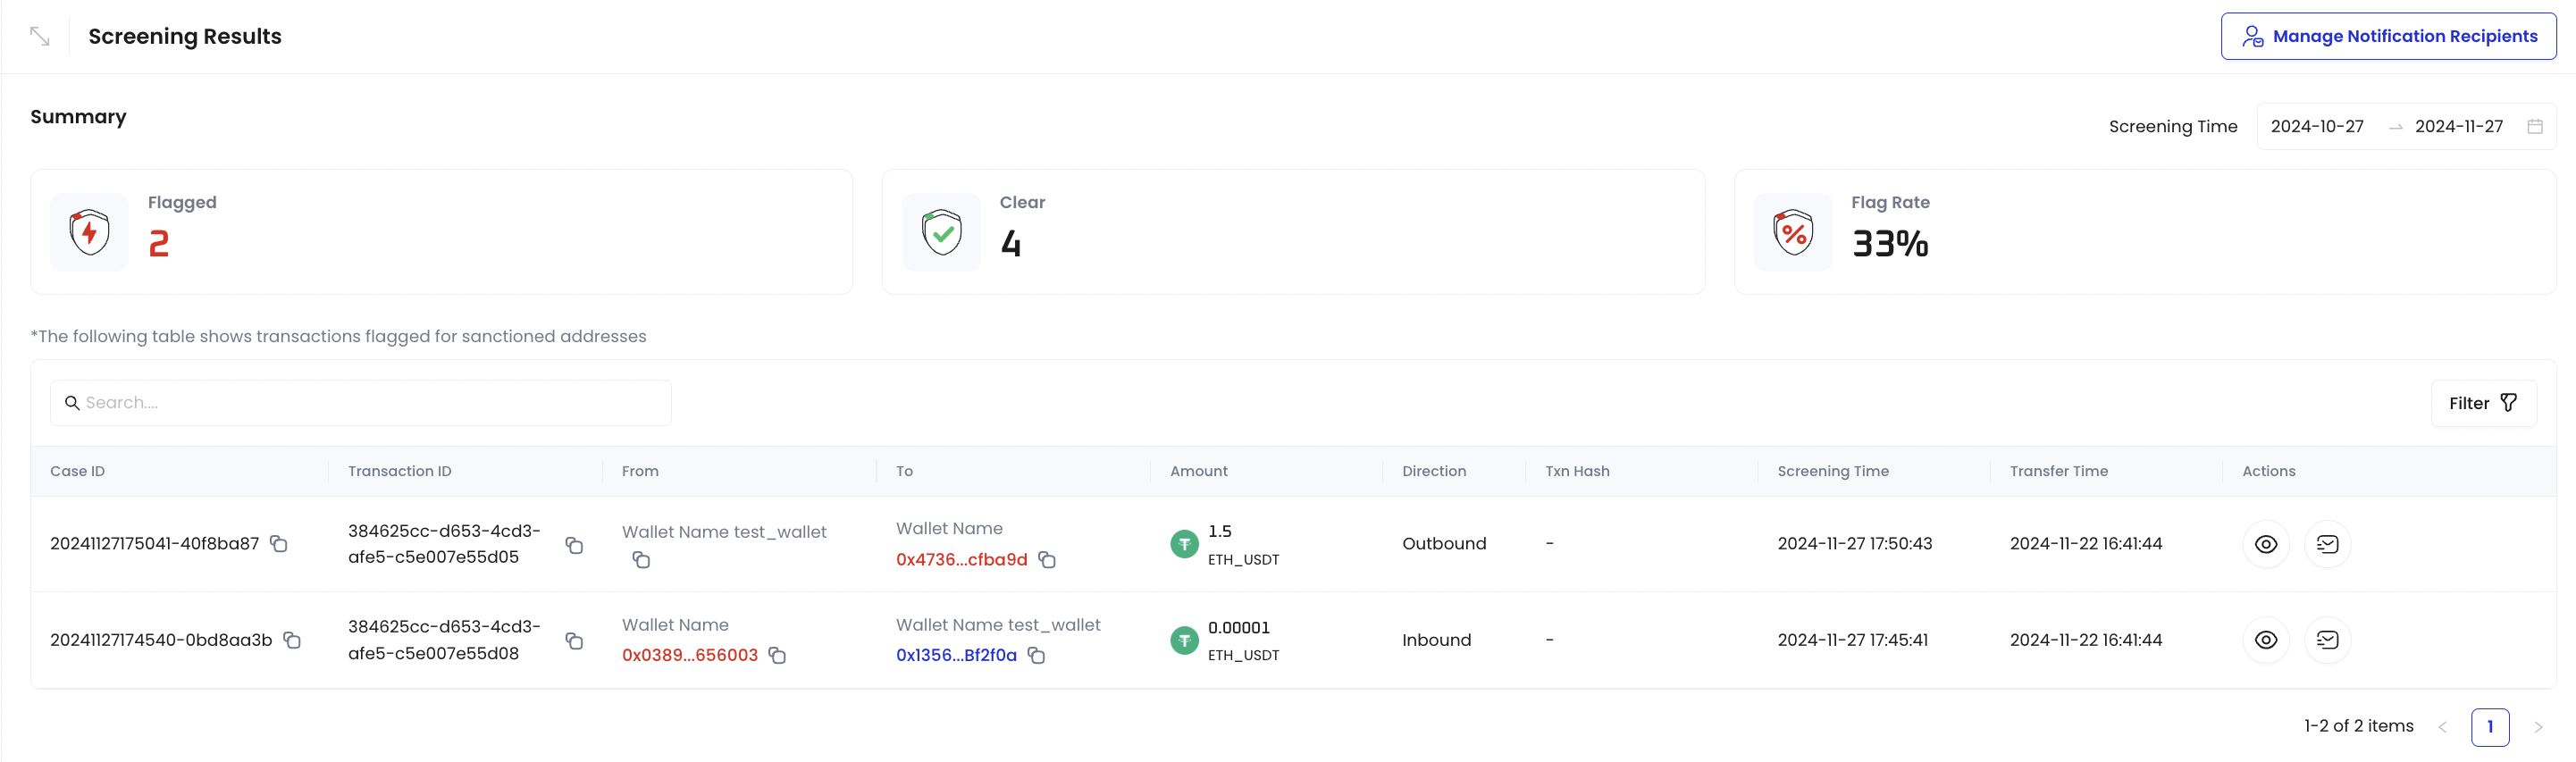 Screening Results
Manage Notification Recipients
Summary
Screening Time 2024-10-27 2024-11-27
Flagged
2
Clear
4
Flag Rate
33%
*The following table shows transactions flagged for sanctioned addresses
Search....
Filter
Case ID Transaction ID From To Amount Direction Txn Hash Screening Time Transfer Time Actions
20241127175041-40f8ba87
384625cc-d653-4cd3-
afe5-c5e007e55d05
Wallet Name test_wallet
Wallet Name
0x4736...cfba9d
1.5
ETH_USDT
Outbound
-
2024-11-27 17:50:43
2024-11-22 16:41:44
20241127174540-0bd8aa3b
384625cc-d653-4cd3-
afe5-c5e007e55d08
Wallet Name
0x0389...656003
Wallet Name test_wallet
0x1356...Bf2f0a
0.00001
ETH_USDT
Inbound
-
2024-11-27 17:45:41
2024-11-22 16:41:44
1-2 of 2 items < 1 >